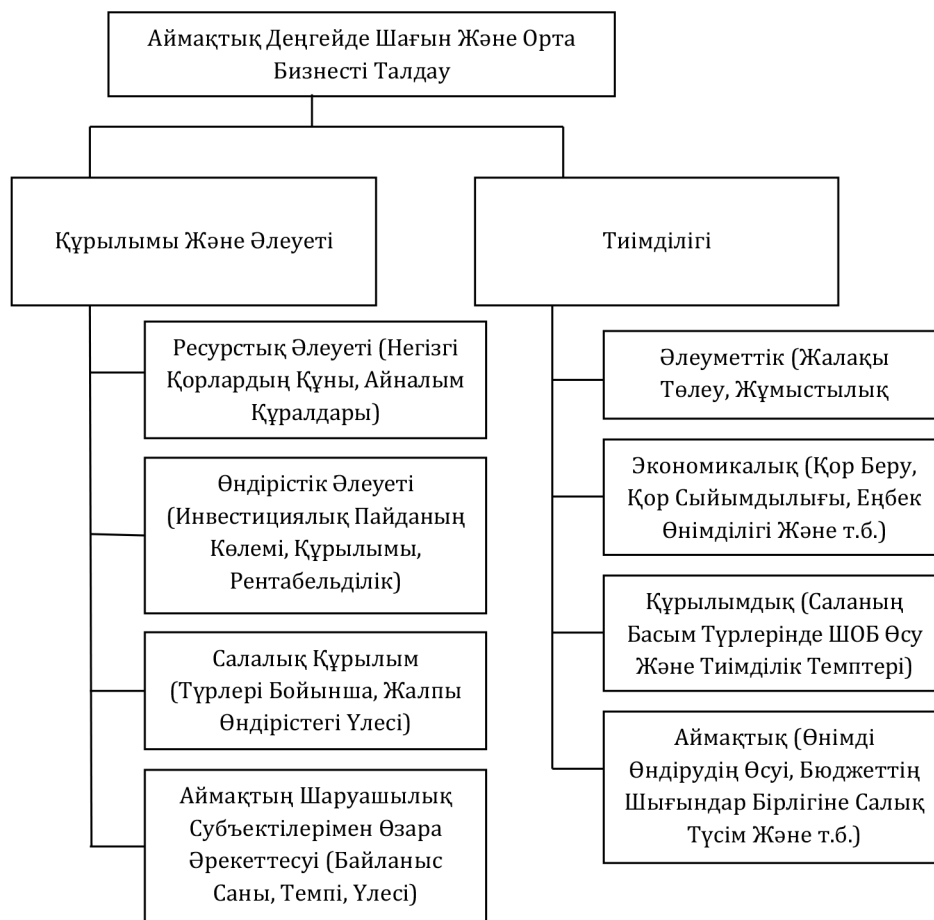 Аймақтық Деңгейде Шағын Және Орта
Бизнесті Талдау
Құрылымы Және Әлеуеті
Ресурстық Әлеуеті (Негізгі
Қорлардың Құны, Айналым
Құралдары)
Өндірістік Әлеуеті
(Инвестициялық Пайданың
Көлемі, Құрылымы,
Рентабельділік)
Салалық Құрылым
(Түрлері Бойынша, Жалпы
Өндірістегі Үлесі)
Аймақтың Шаруашылық
Субъектілерімен Өзара
Әрекеттесуі (Байланыс
Саны, Темпі, Үлесі)
Тиімділігі
Әлеуметтік (Жалақы
Төлеу, Жұмыстылық
Экономикалық (Қор Беру,
Қор Сыйымдылығы, Еңбек
Өнімділігі Және т.б.)
Құрылымдық (Саланың
Басым Түрлерінде ШОБ Өсу
Және Тиімділік Темптері)
Аймақтық (Өнімді
Өндірудің Өсуі, Бюджеттің
Шығындар Бірлігіне Салық
Түсім Және т.б.)